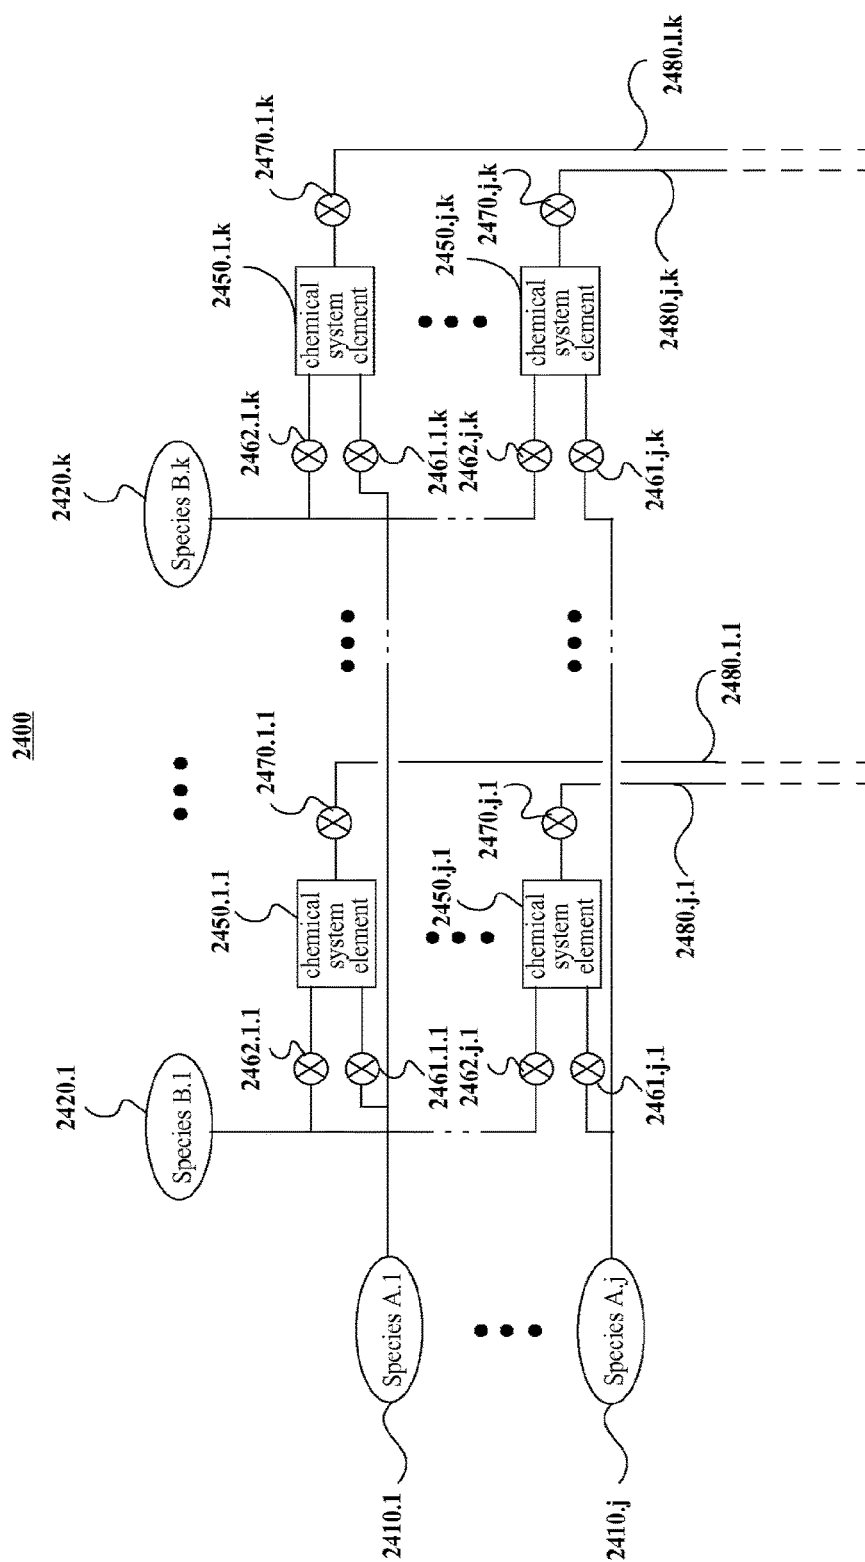 2400
2420.1
Species B.1
2420.k
Species B.k
2462.1.1
2450.1.1
2470.1.1
chemical
system
element
2461.1.1
2462.1.k
2450.1.k
2470.1.k
chemical
system
element
2461.1.k
2410.1
Species A.1
2462.j.1
2450.j.1
2470.j.1
chemical
system
element
2461.j.1
2462.j.k
2450.j.k
2470.j.k
chemical
system
element
2461.j.k
2410.j
Species A.j
2480.j.1
2480.1.1
2480.j.k
2480.1.k